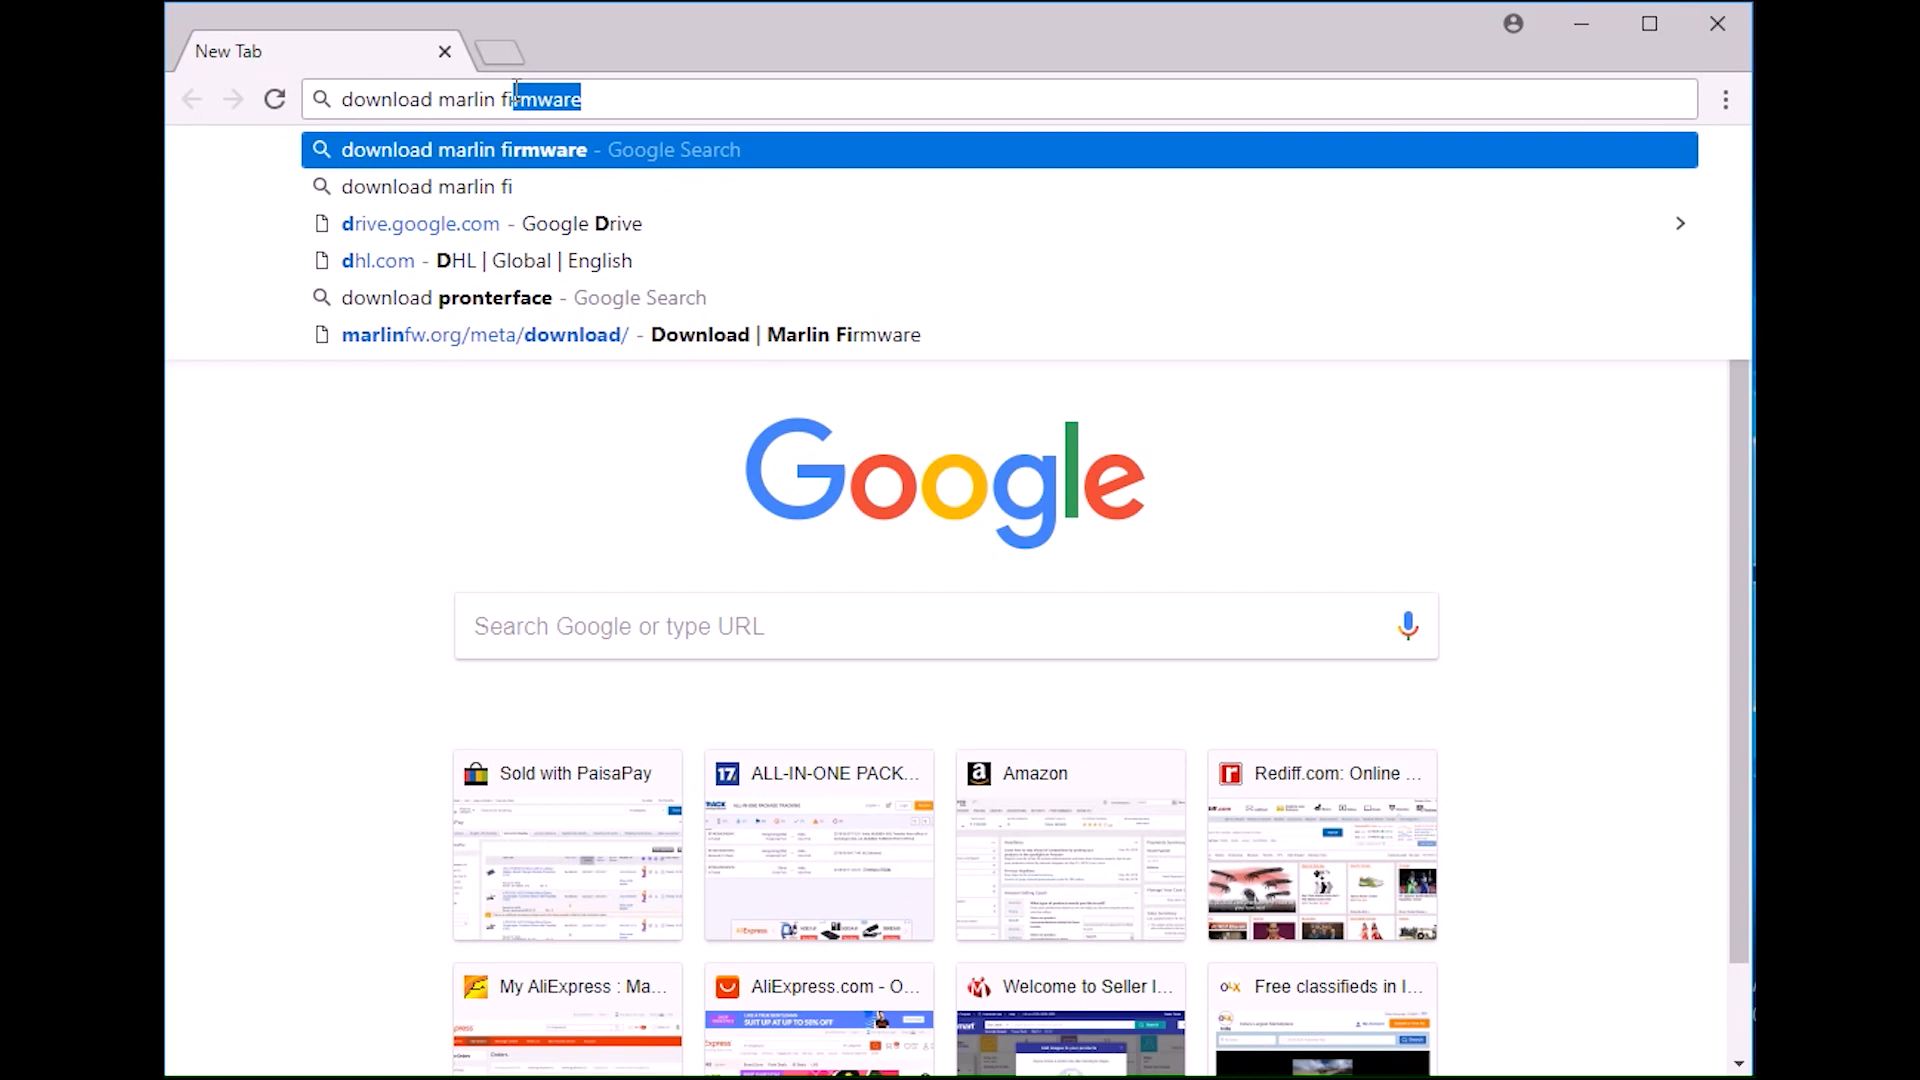 New Tab
download marlin firmware
download marlin firmware - Google Search
download marlin fi
drive.google.com - Google Drive
dhl.com - DHL | Global | English
download pronterface - Google Search
marlinfw.org/meta/download/ - Download | Marlin Firmware
Google
Search Google or type URL
Sold with PaisaPay
ALL-IN-ONE PACK...
Amazon
Rediff.com: Online ...
My AliExpress : Ma...
AliExpress.com - O...
Welcome to Seller I...
Free classifieds in I...